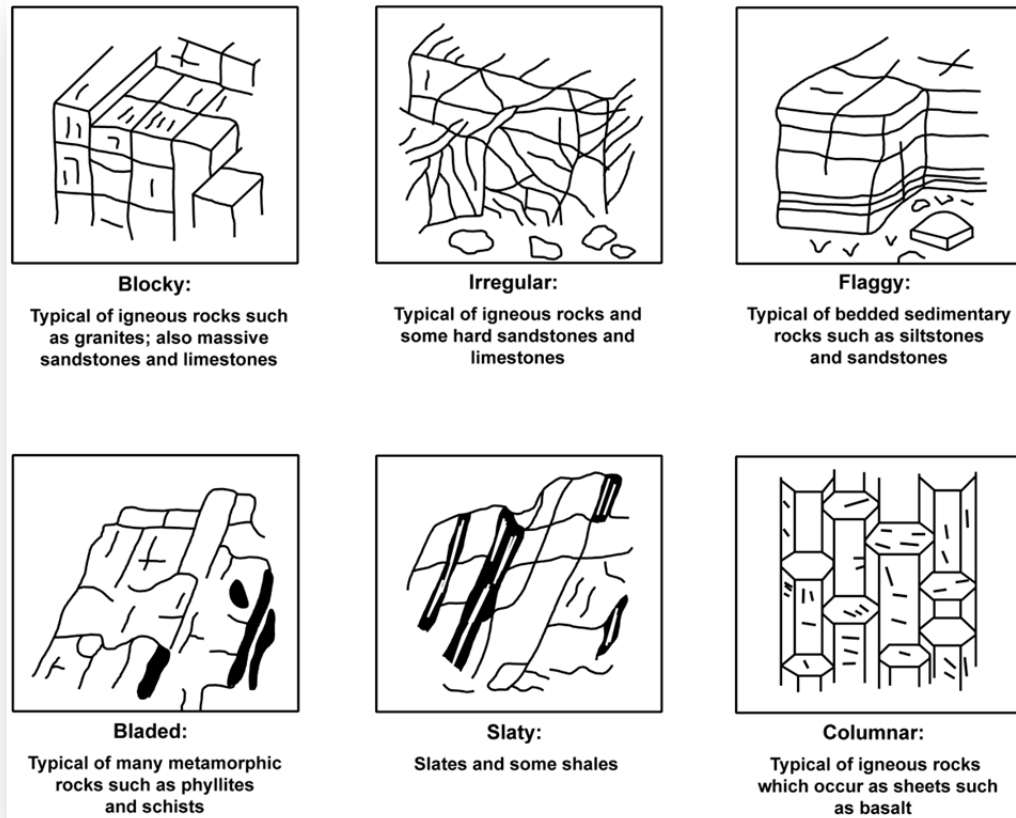 Blocky:
Typical of igneous rocks such
as granites; also massive
sandstones and limestones
Irregular:
Typical of igneous rocks and
some hard sandstones and
limestones
Flaggy:
Typical of bedded sedimentary
rocks such as siltstones
and sandstones
Bladed:
Typical of many metamorphic
rocks such as phyllites
and schists
Slaty:
Slates and some shales
Columnar:
Typical of igneous rocks
which occur as sheets such
as basalt